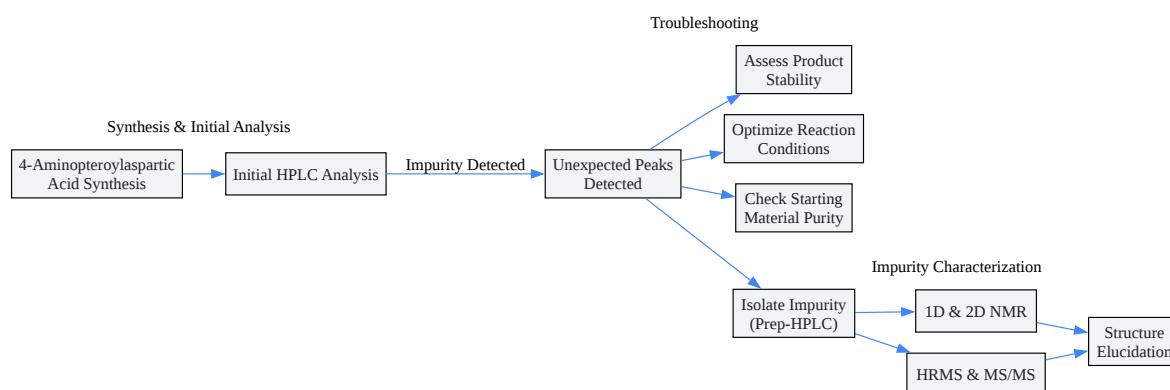 Troubleshooting
Assess Product
Stability
Synthesis & Initial Analysis
Optimize Reaction
Conditions
4-Aminopteroylaspartic
Acid Synthesis
Initial HPLC Analysis
Impurity Detected
Unexpected Peaks
Detected
Check Starting
Material Purity
Impurity Characterization
Isolate Impurity
(Prep-HPLC)
1D & 2D NMR
Structure
Elucidation
HRMS & MS/MS